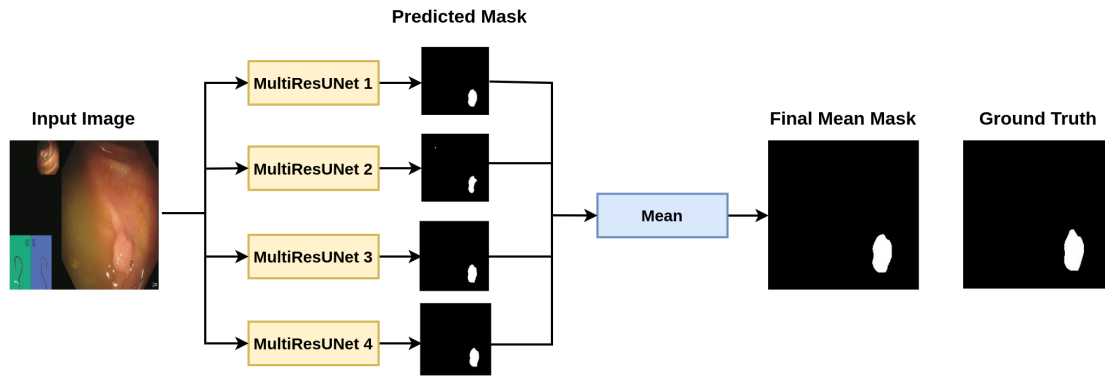 Predicted Mask
Input Image
MultiResUNet 1
MultiResUNet 2
MultiResUNet 3
MultiResUNet 4
Mean
Final Mean Mask
Ground Truth